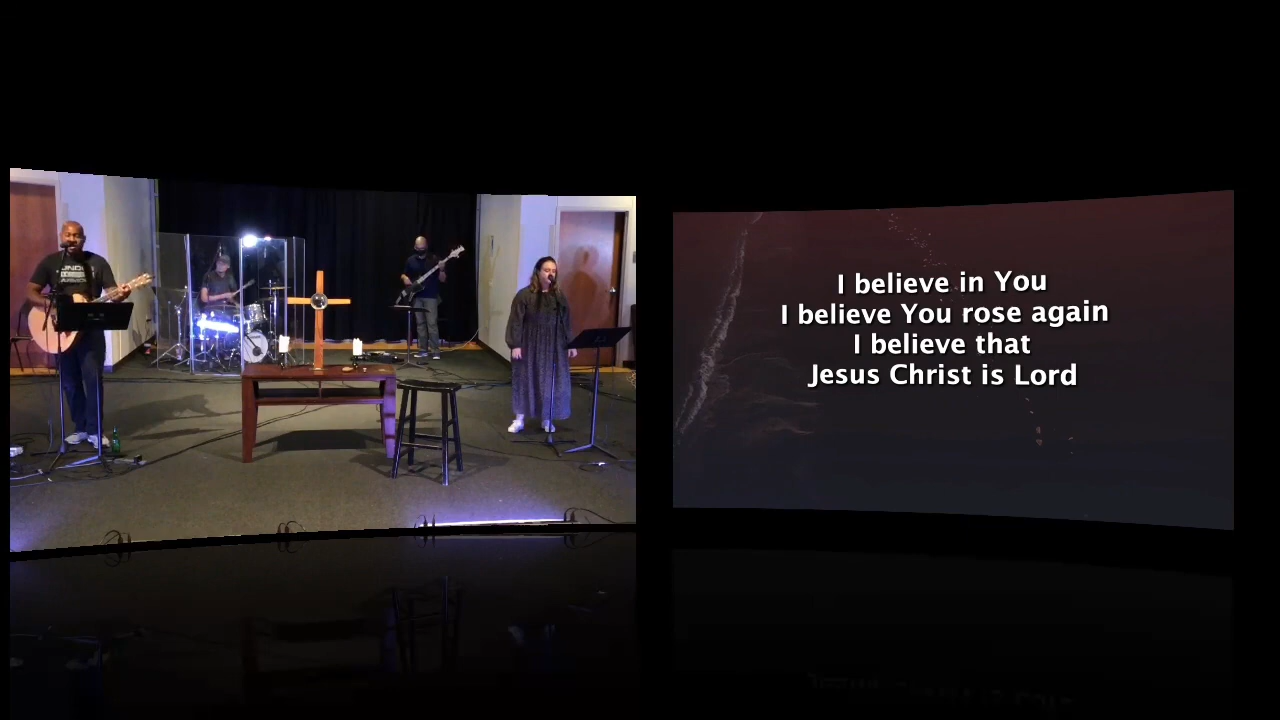 I believe in You
I believe You rose again
I believe that
Jesus Christ is Lord